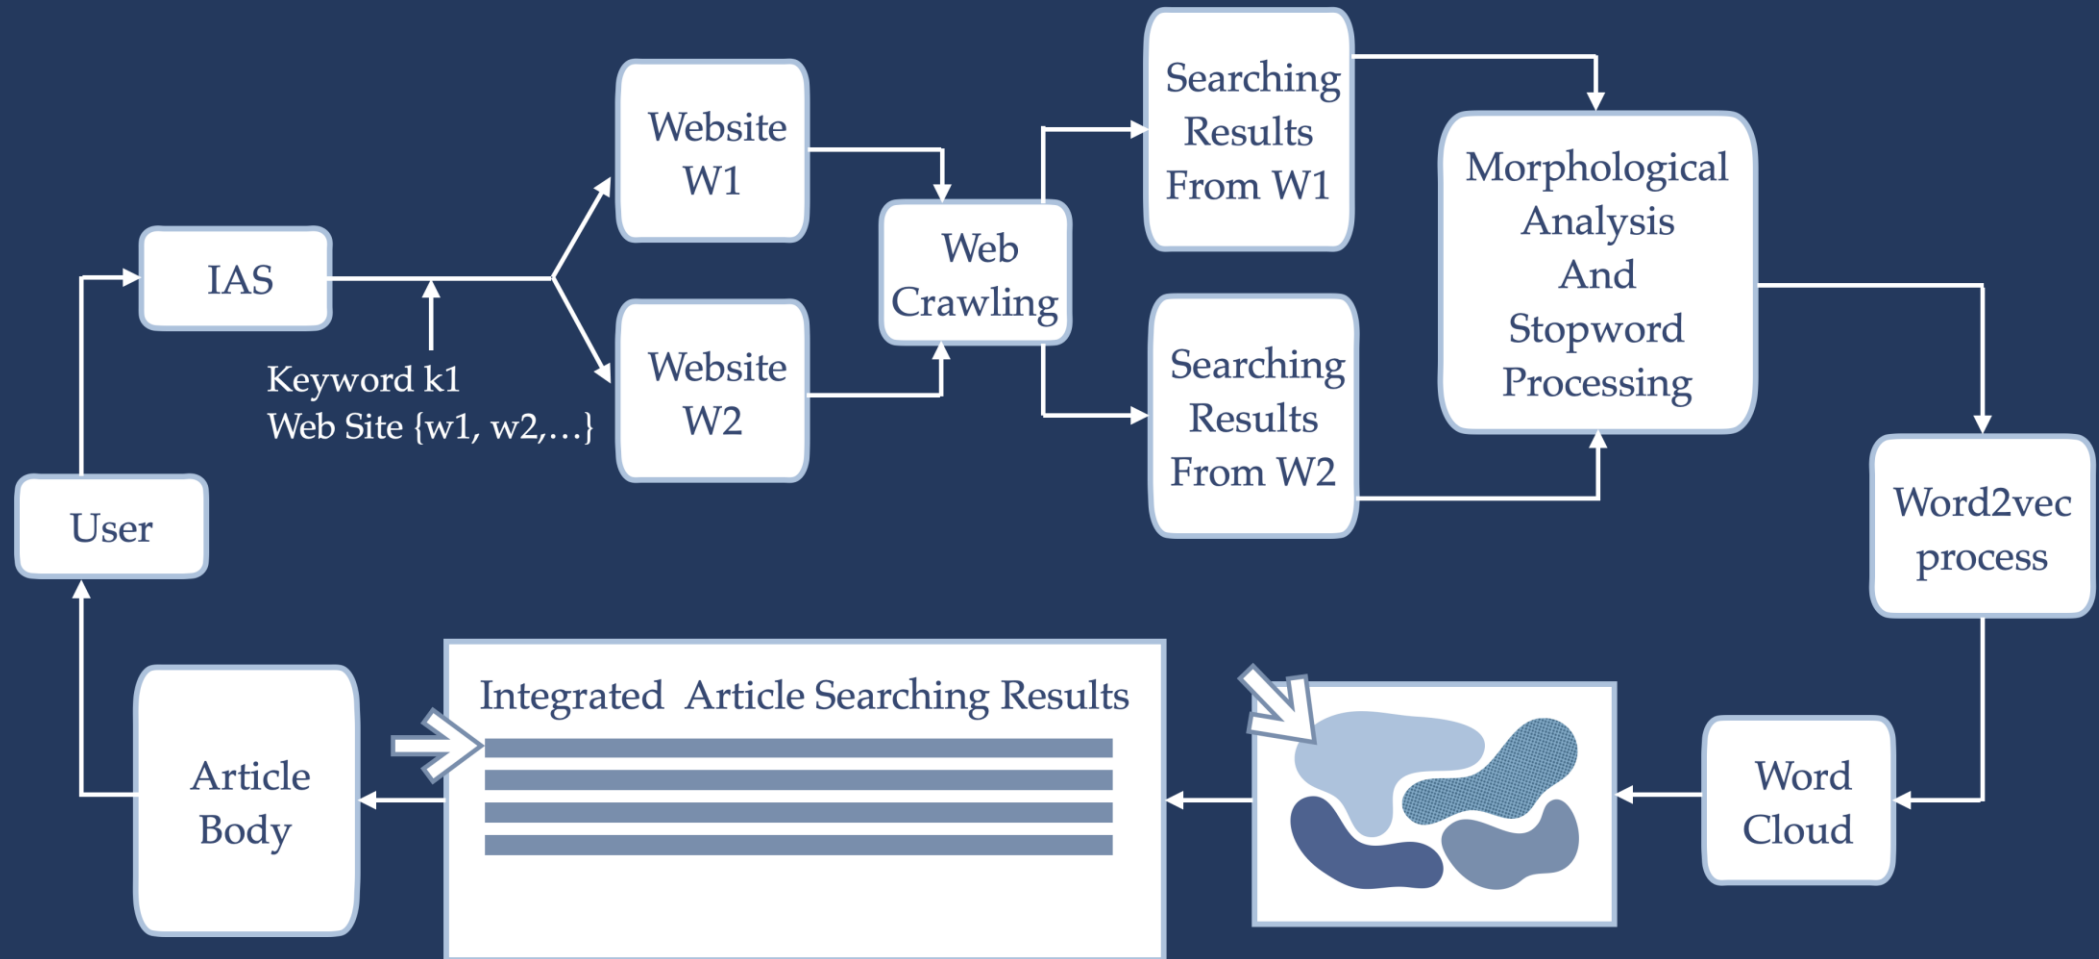 User
IAS
Keyword k1
Web Site {w1, w2,...}
Website
W1
Website
W2
Web
Crawling
Searching
Results
From W1
Searching
Results
From W2
Morphological
Analysis
And
Stopword
Processing
Word2vec
process
Word
Cloud
Integrated Article Searching Results
Article
Body